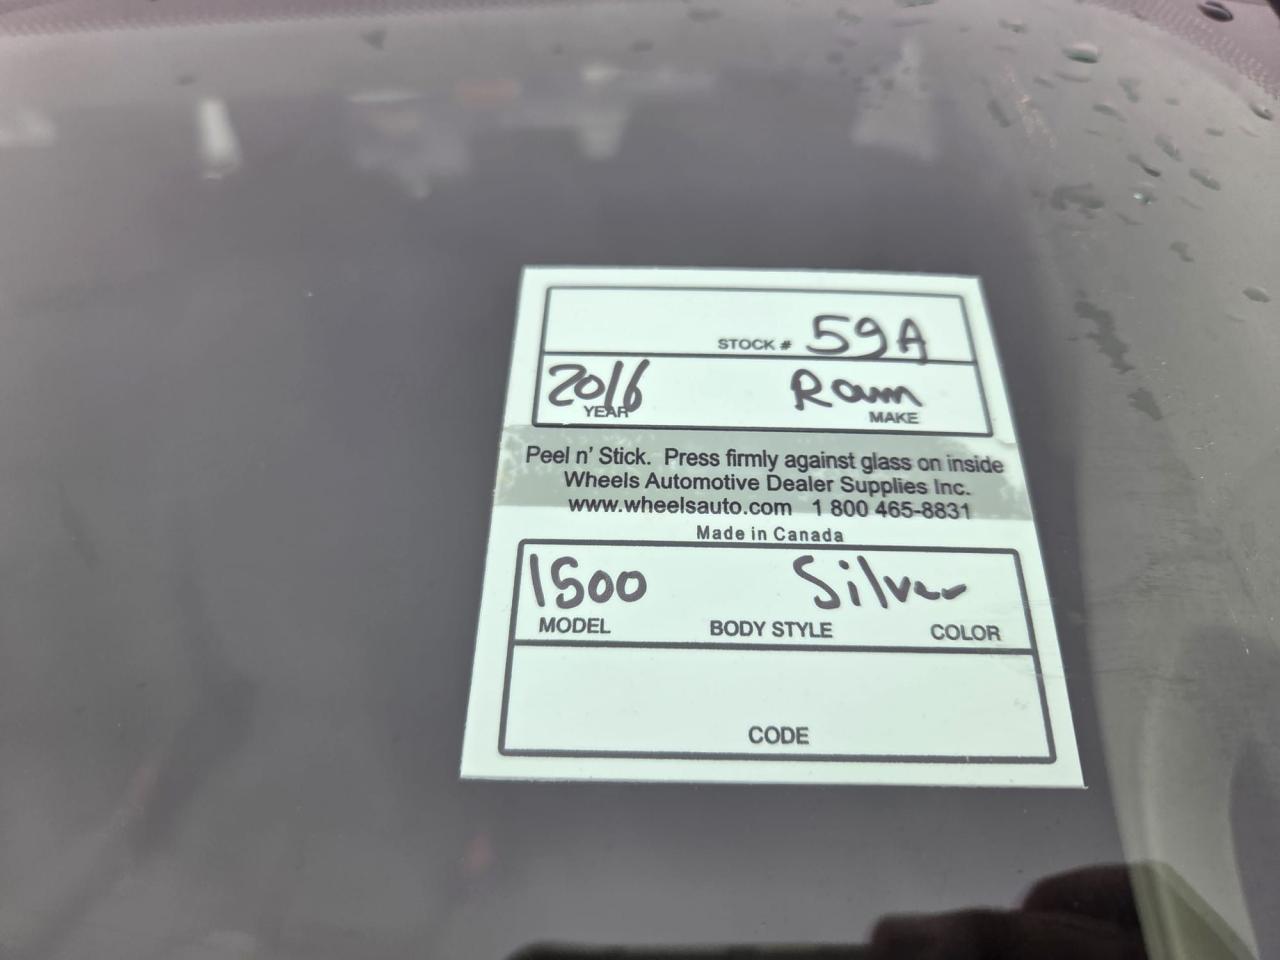 STOCK # 59A
2016 Ram
YEAR MAKE
Peel n' Stick. Press firmly against glass on inside
Wheels Automotive Dealer Supplies Inc.
www.wheelsauto.com 1 800 465-8831
Made in Canada
1500 Silver
MODEL BODY STYLE COLOR
CODE